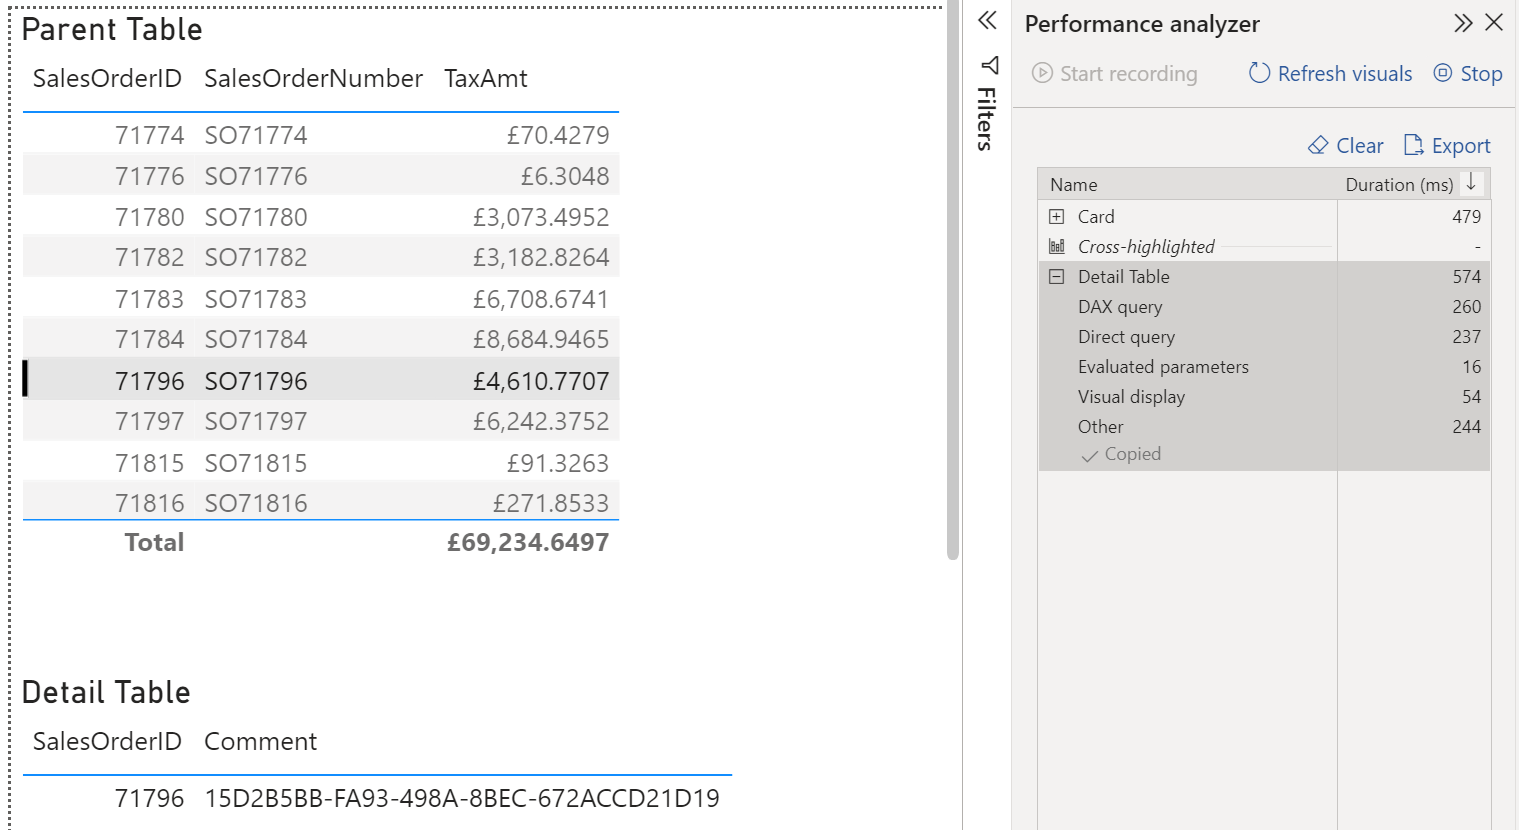 Parent Table
SalesOrderID SalesOrderNumber TaxAmt
71774 SO71774 £70.4279
71776 SO71776 £6.3048
71780 SO71780 £3,073.4952
71782 SO71782 £3,182.8264
71783 SO71783 £6,708.6741
71784 SO71784 £8,684.9465
71796 SO71796 £4,610.7707
71797 SO71797 £6,242.3752
71815 SO71815 £91.3263
71816 SO71816 £271.8533
Total £69,234.6497
Detail Table
SalesOrderID Comment
71796 15D2B5BB-FA93-498A-8BEC-672ACCD21D19
Filters
Performance analyzer
Start recording Refresh visuals Stop
Clear Export
Name Duration (ms)
Card 479
Cross-highlighted -
Detail Table 574
DAX query 260
Direct query 237
Evaluated parameters 16
Visual display 54
Other 244
Copied